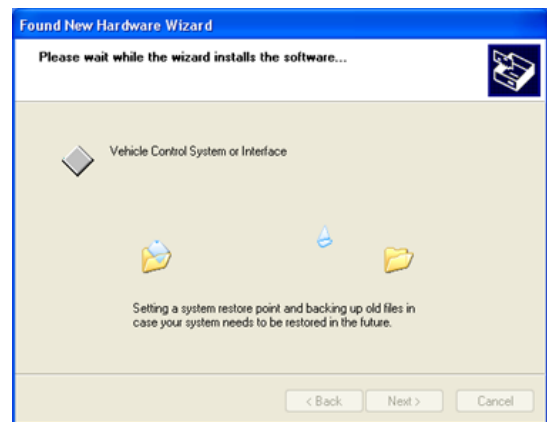 Found New Hardware Wizard
Please wait while the wizard installs the software...
Vehicle Control System or Interface
Setting a system restore point and backing up old files in
case your system needs to be restored in the future.
< Back
Next >
Cancel